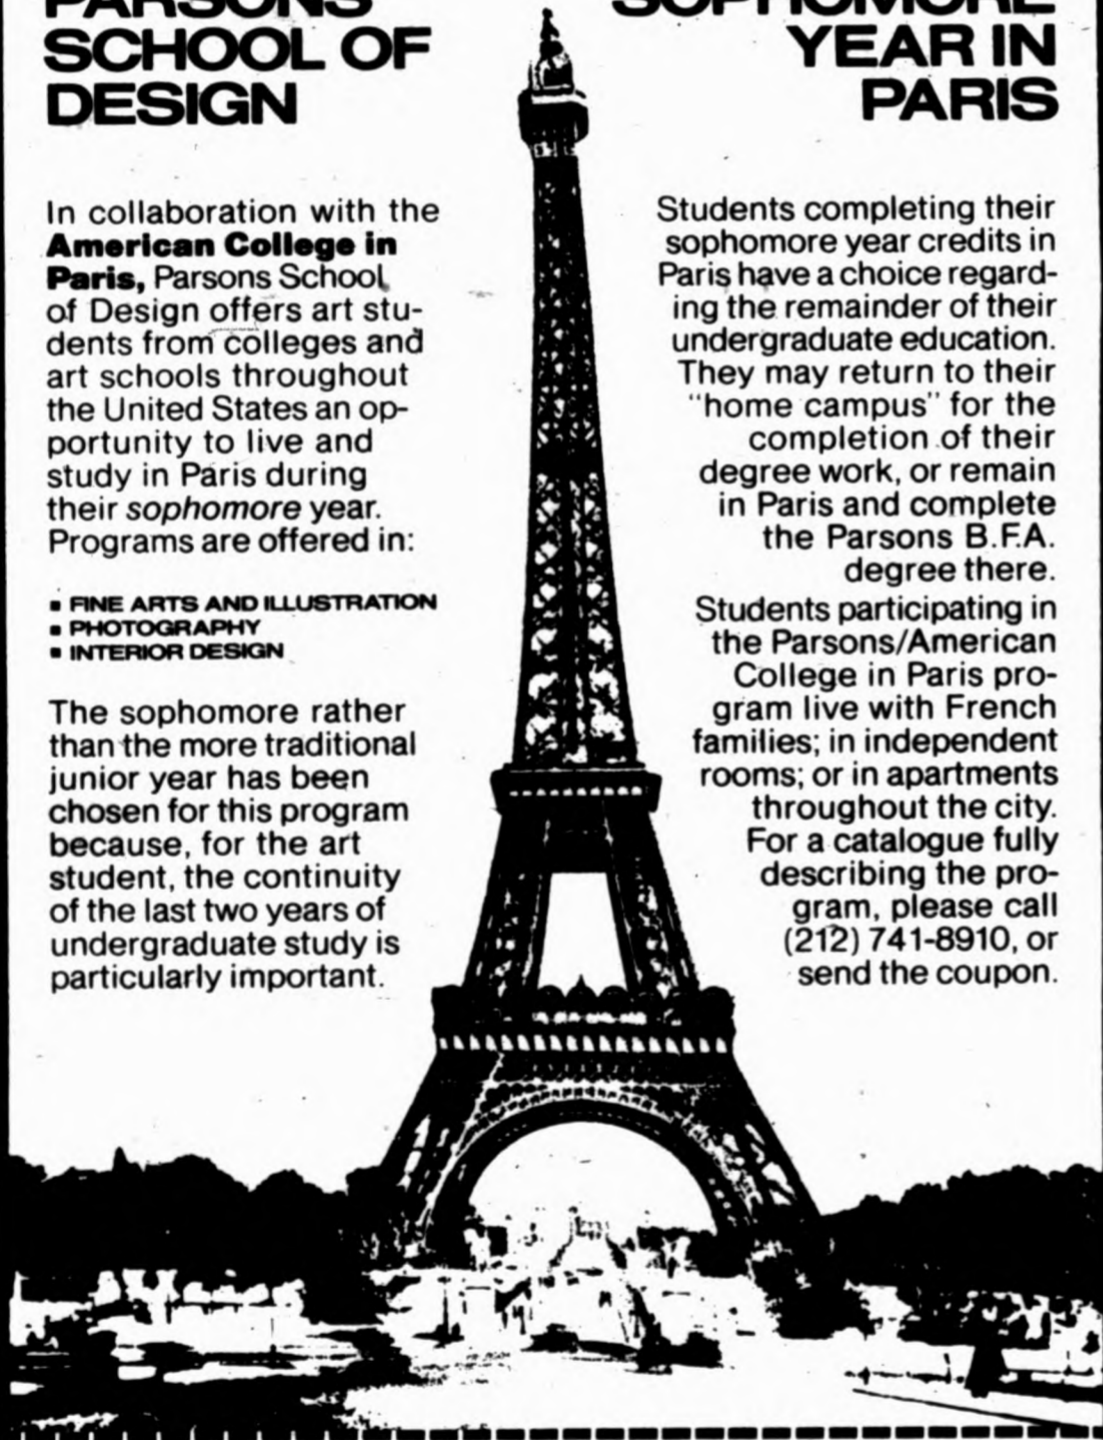 PARSONS
SCHOOL OF
DESIGN
SOPHOMORE
YEAR IN
PARIS
In collaboration with the
American College in
Paris, Parsons School
of Design offers art stu-
dents from colleges and
art schools throughout
the United States an op-
portunity to live and
study in Paris during
their sophomore year.
Programs are offered in:
▪ FINE ARTS AND ILLUSTRATION
▪ PHOTOGRAPHY
▪ INTERIOR DESIGN
The sophomore rather
than the more traditional
junior year has been
chosen for this program
because, for the art
student, the continuity
of the last two years of
undergraduate study is
particularly important.
Students completing their
sophomore year credits in
Paris have a choice regard-
ing the remainder of their
undergraduate education.
They may return to their
"home campus" for the
completion of their
degree work, or remain
in Paris and complete
the Parsons B.F.A.
degree there.
Students participating in
the Parsons/American
College in Paris pro-
gram live with French
families; in independent
rooms; or in apartments
throughout the city.
For a catalogue fully
describing the pro-
gram, please call
(212) 741-8910, or
send the coupon.